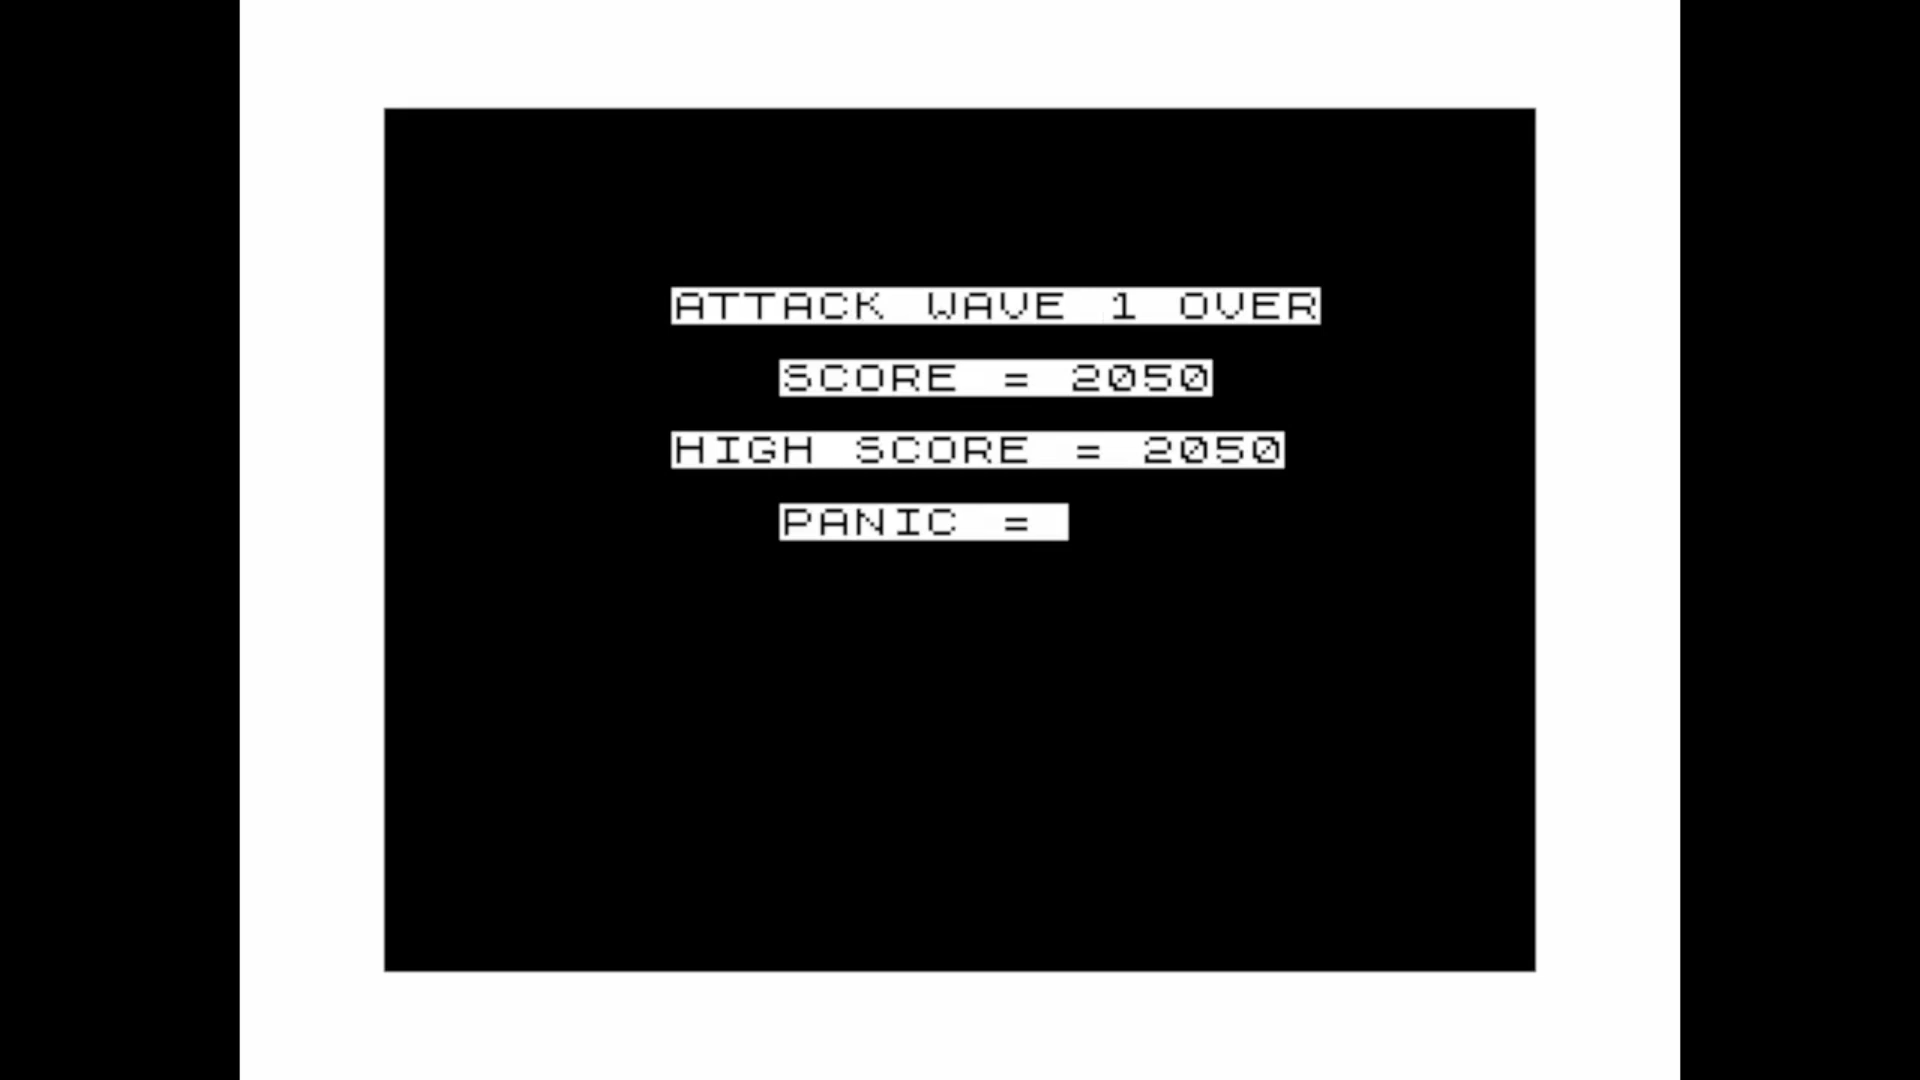 ATTACK WAVE 1 OVER
SCORE = 2050
HIGH SCORE = 2050
PANIC =